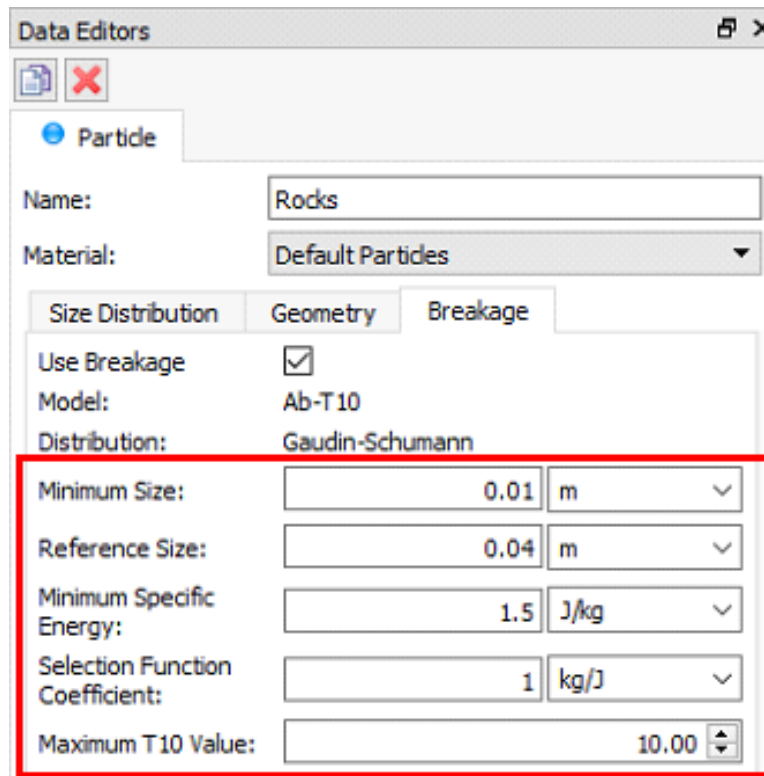 Data Editors
Particle
Name: Rocks
Material: Default Particles
Size Distribution Geometry Breakage
Use Breakage
Model: Ab-T10
Distribution: Gaudin-Schumann
Minimum Size: 0.01 m
Reference Size: 0.04 m
Minimum Specific
Energy: 1.5 J/kg
Selection Function
Coefficient: 1 kg/J
Maximum T10 Value: 10.00